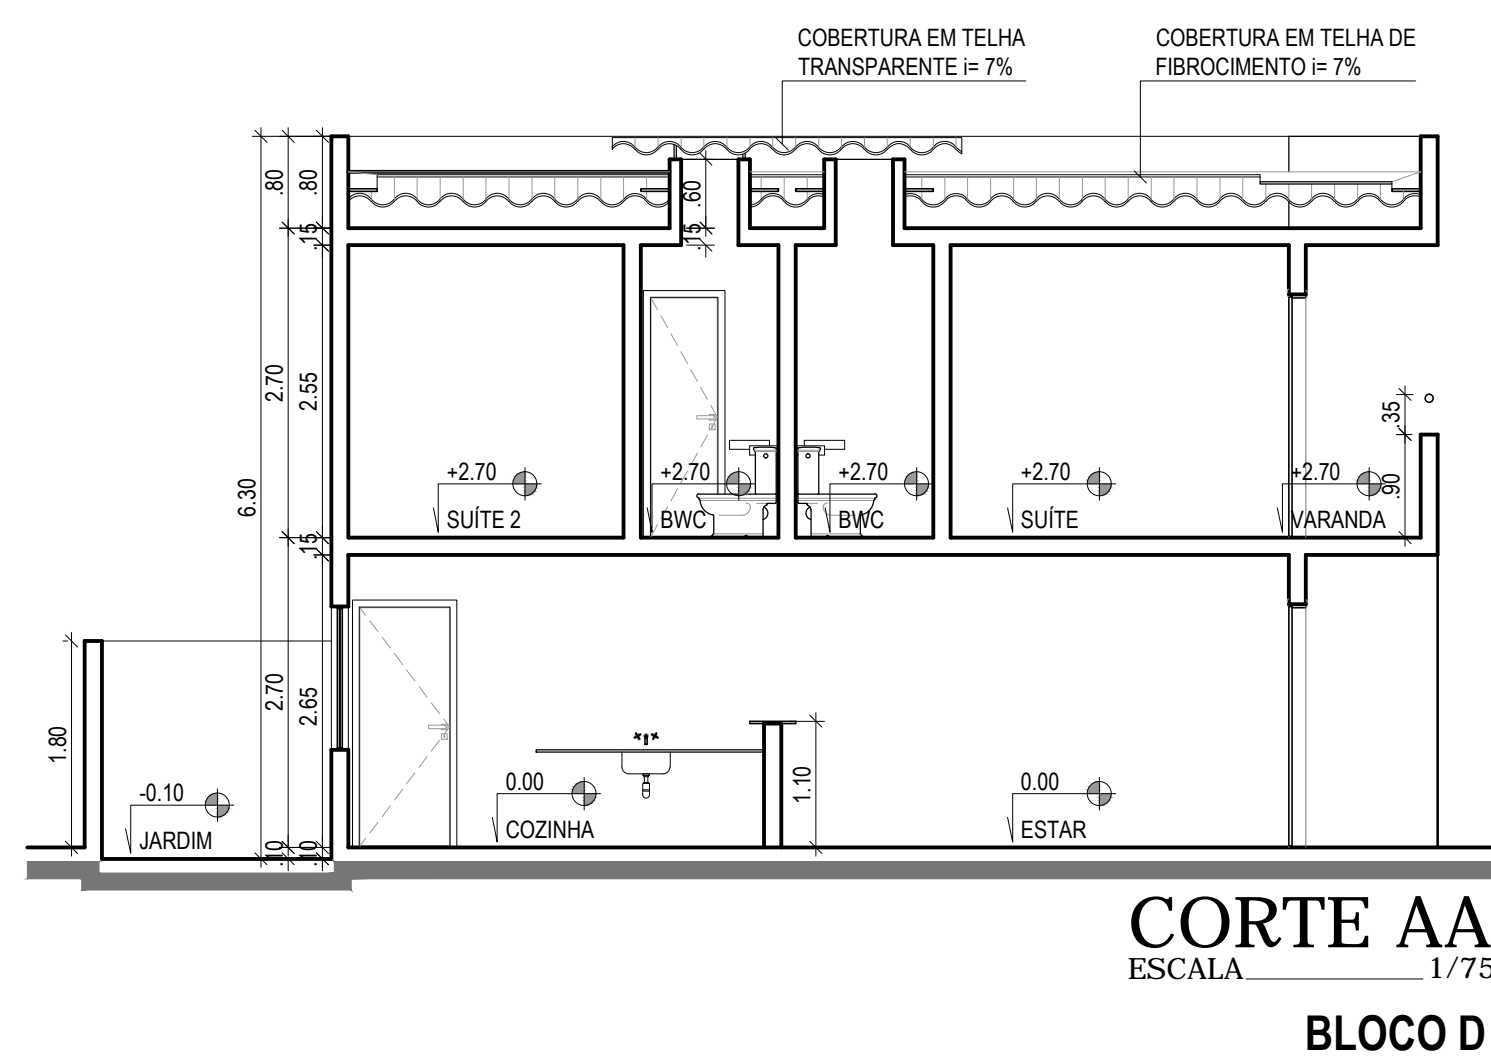 COBERTURA EM TELHA
TRANSPARENTE i= 7%
COBERTURA EM TELHA DE
FIBROCIMENTO i= 7%
.80
.80
.60
.15
.15
2.70
2.55
.35
6.30
+2.70
SUÍTE 2
+2.70
BWC
+2.70
BWC
+2.70
SUÍTE
+2.70
VARANDA
.90
.15
2.70
2.65
1.80
1.10
-0.10
JARDIM
0.00
COZINHA
0.00
ESTAR
.10
.10
CORTE AA
ESCALA 1/75
BLOCO D